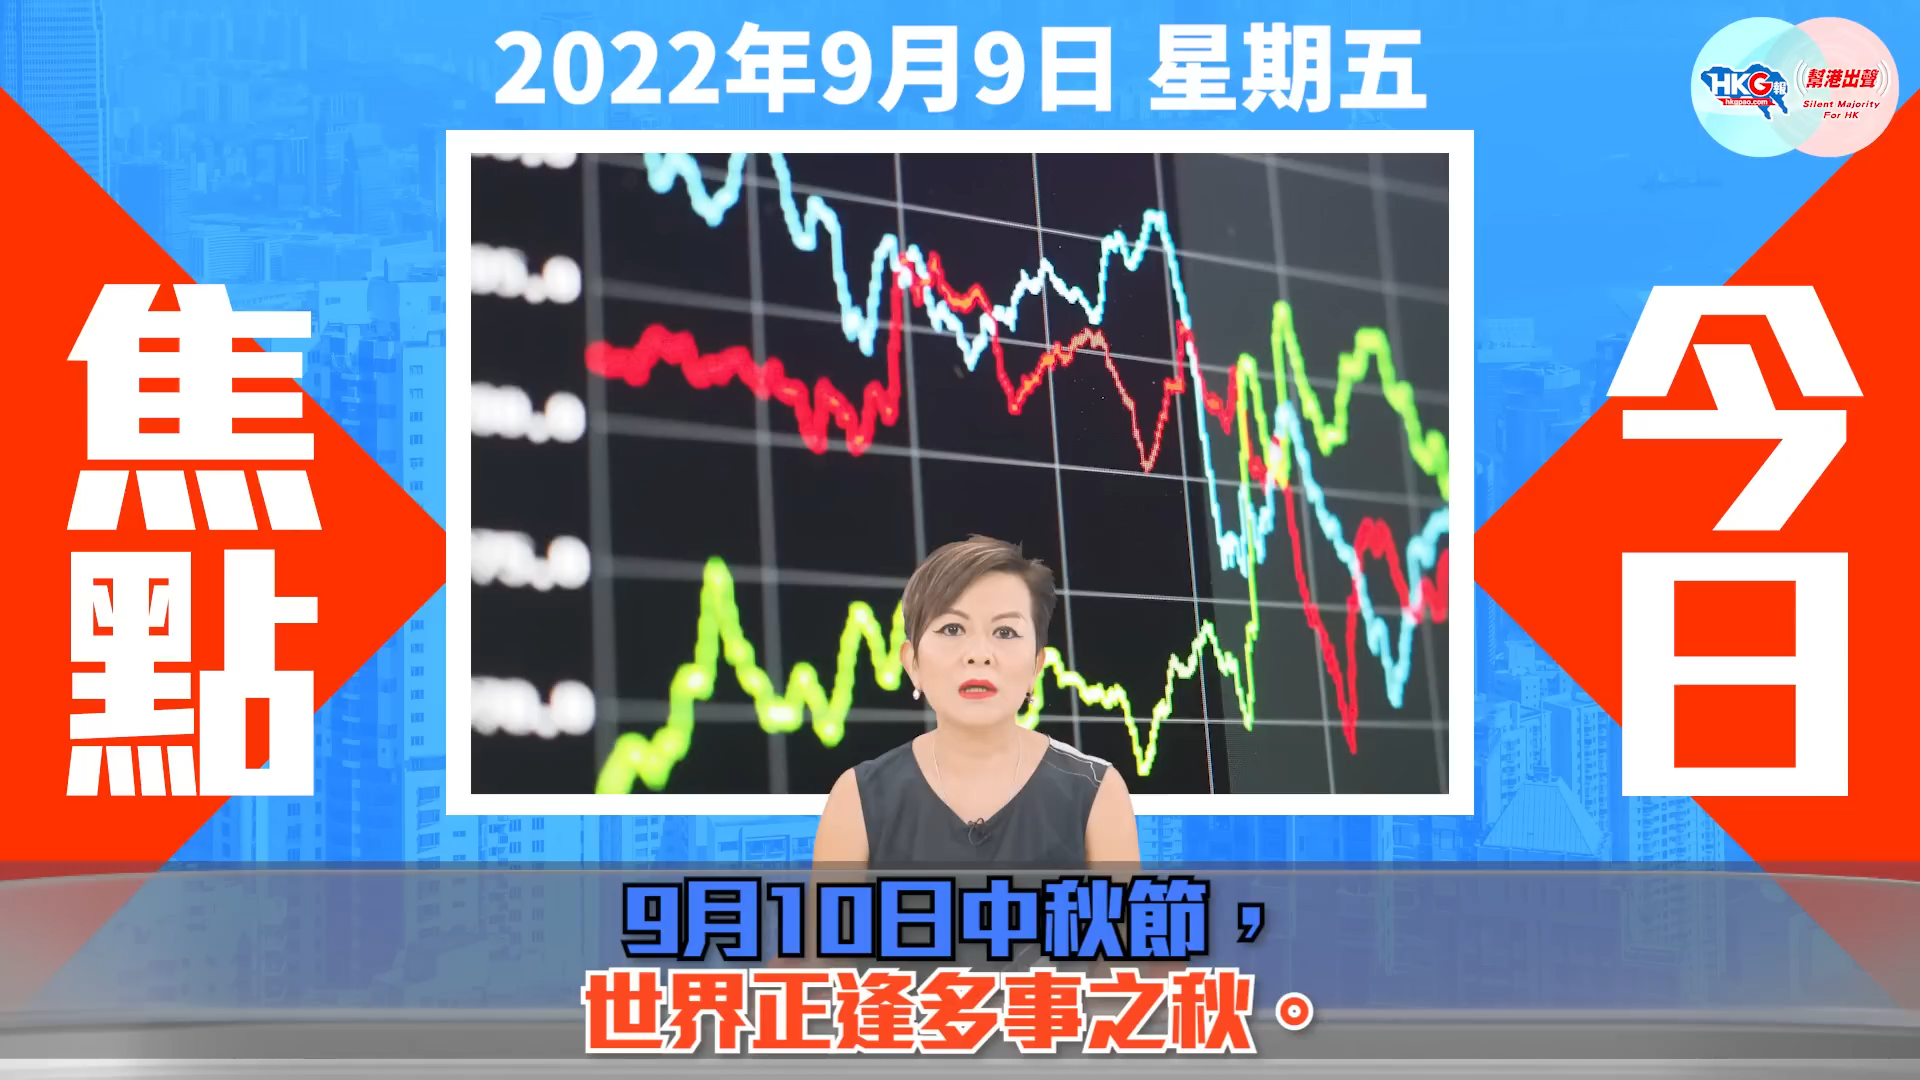 2022年9月9日 星期五
HKG報
hkgpao.com
幫港出聲
Silent Majority
For HK
焦點
今日
9月10日中秋節，
世界正逢多事之秋。